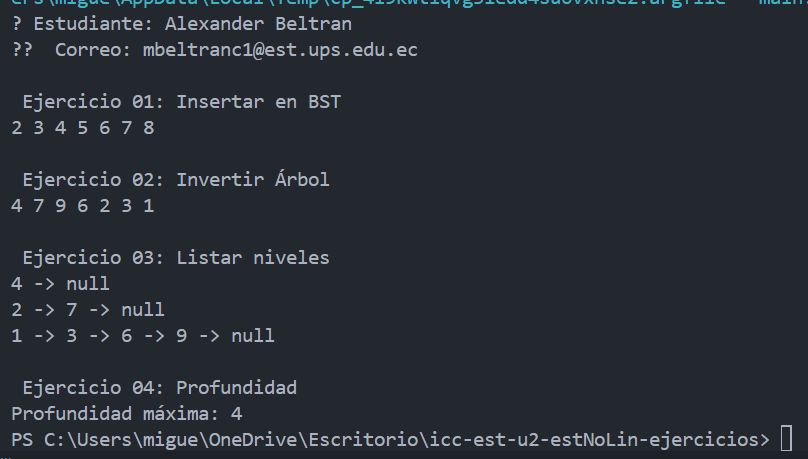 ? Estudiante: Alexander Beltran
??  Correo: mbeltranc1@est.ups.edu.ec
Ejercicio 01: Insertar en BST
2 3 4 5 6 7 8
Ejercicio 02: Invertir Árbol
4 7 9 6 2 3 1
Ejercicio 03: Listar niveles
4 -> null
2 -> 7 -> null
1 -> 3 -> 6 -> 9 -> null
Ejercicio 04: Profundidad
Profundidad máxima: 4
PS C:\Users\migue\OneDrive\Escritorio\icc-est-u2-estNoLin-ejercicios>